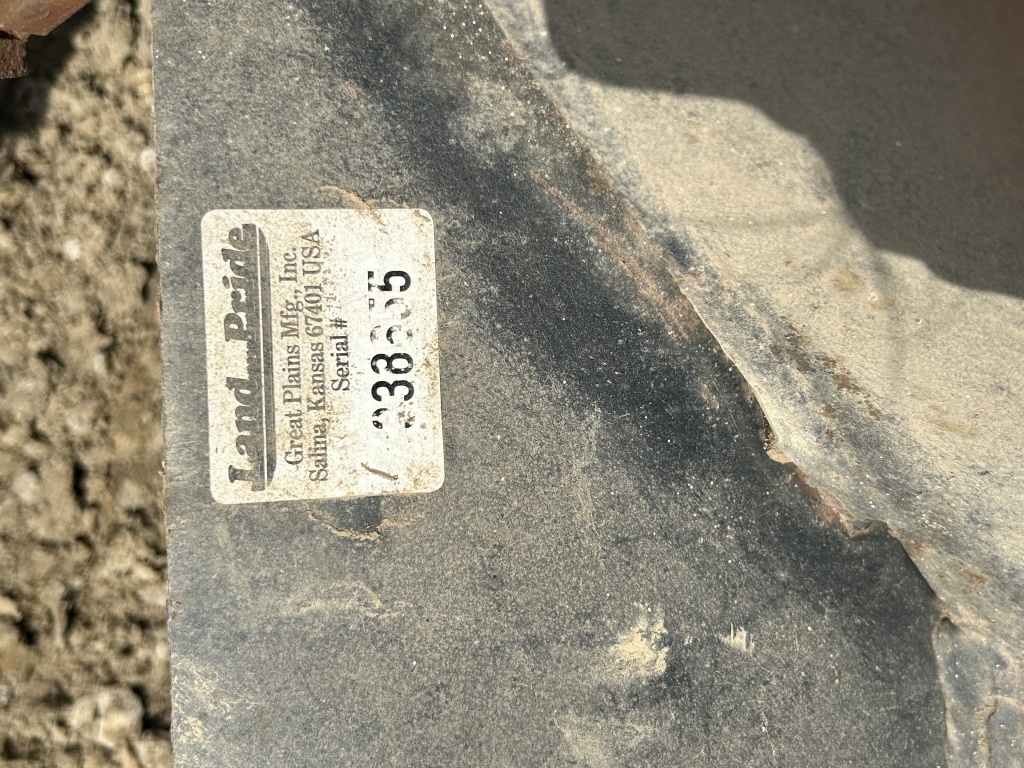 Land Pride
Great Plains Mfg., Inc.
Salina, Kansas 67401 USA
Serial #